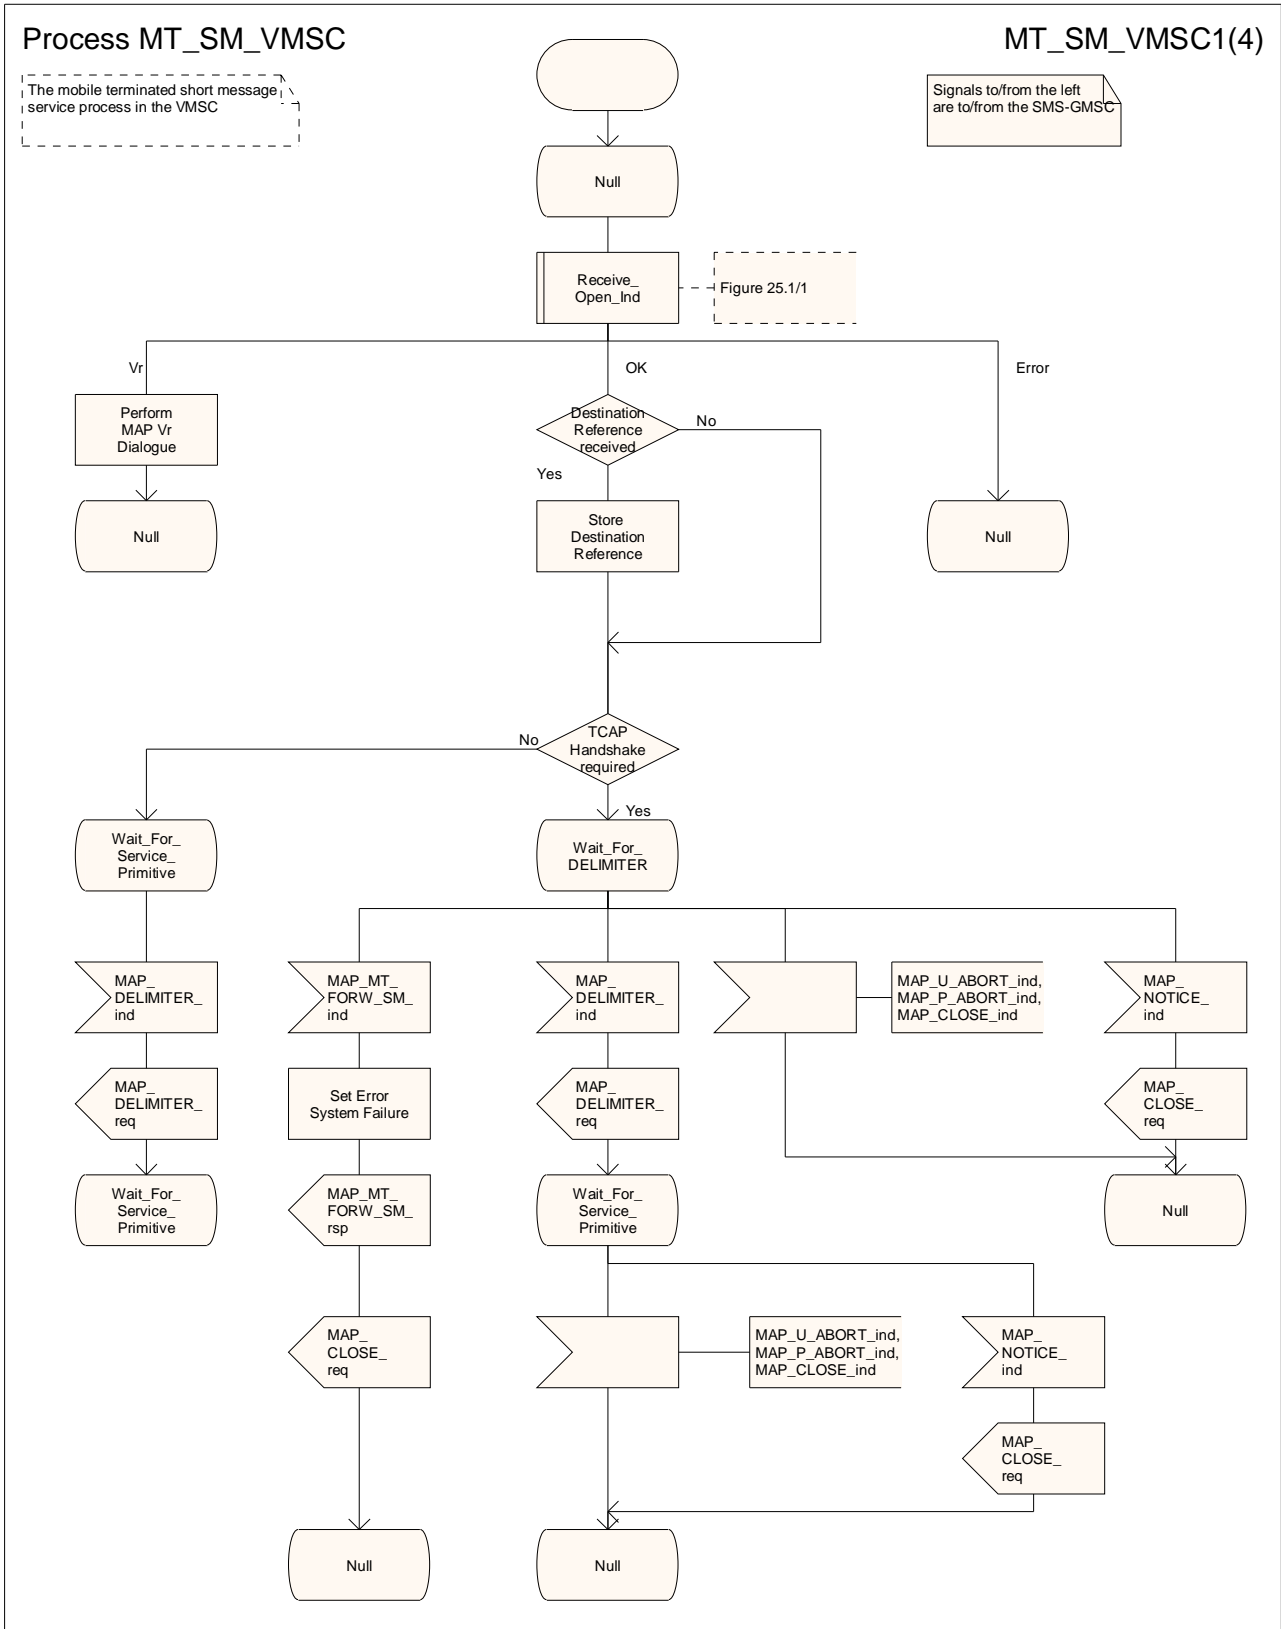 Process MT_SM_VMSC
MT_SM_VMSC1(4)
The mobile terminated short message
service process in the VMSC
Signals to/from the left
are to/from the SMS-GMSC
Null
Receive_
Open_Ind
Figure 25.1/1
Vr
OK
Error
Perform
MAP Vr
Dialogue
Destination
Reference
received
No
Yes
Null
Store
Destination
Reference
Null
TCAP
Handshake
required
No
Yes
Wait_For_
Service_
Primitive
Wait_For_
DELIMITER
MAP_
DELIMITER_
ind
MAP_MT_
FORW_SM_
ind
MAP_
DELIMITER_
ind
MAP_U_ABORT_ind,
MAP_P_ABORT_ind,
MAP_CLOSE_ind
MAP_
NOTICE_
ind
MAP_
DELIMITER_
req
Set Error
System Failure
MAP_
DELIMITER_
req
MAP_
CLOSE_
req
Wait_For_
Service_
Primitive
MAP_MT_
FORW_SM_
rsp
Wait_For_
Service_
Primitive
Null
MAP_
CLOSE_
req
MAP_U_ABORT_ind,
MAP_P_ABORT_ind,
MAP_CLOSE_ind
MAP_
NOTICE_
ind
MAP_
CLOSE_
req
Null
Null